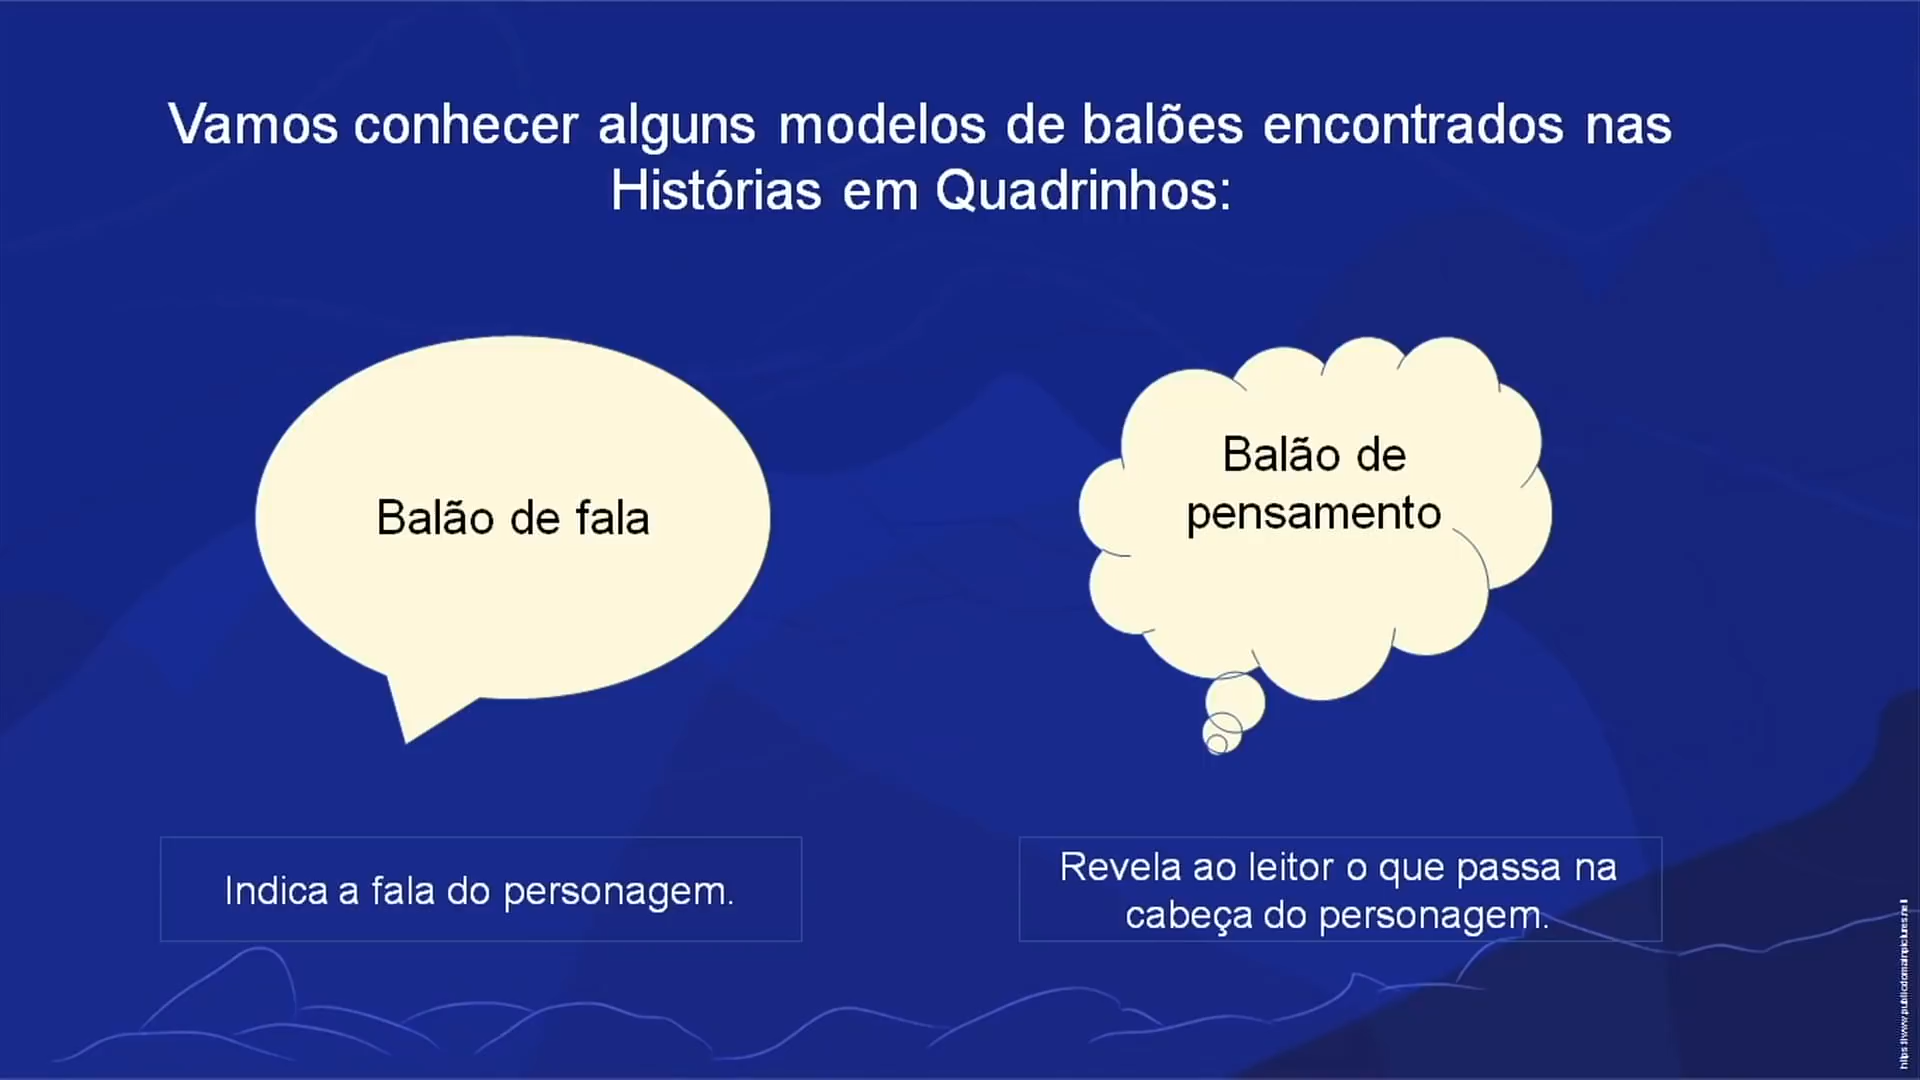 Vamos conhecer alguns modelos de balões encontrados nas
Histórias em Quadrinhos:
Balão de fala
Balão de
pensamento
Indica a fala do personagem.
Revela ao leitor o que passa na
cabeça do personagem.